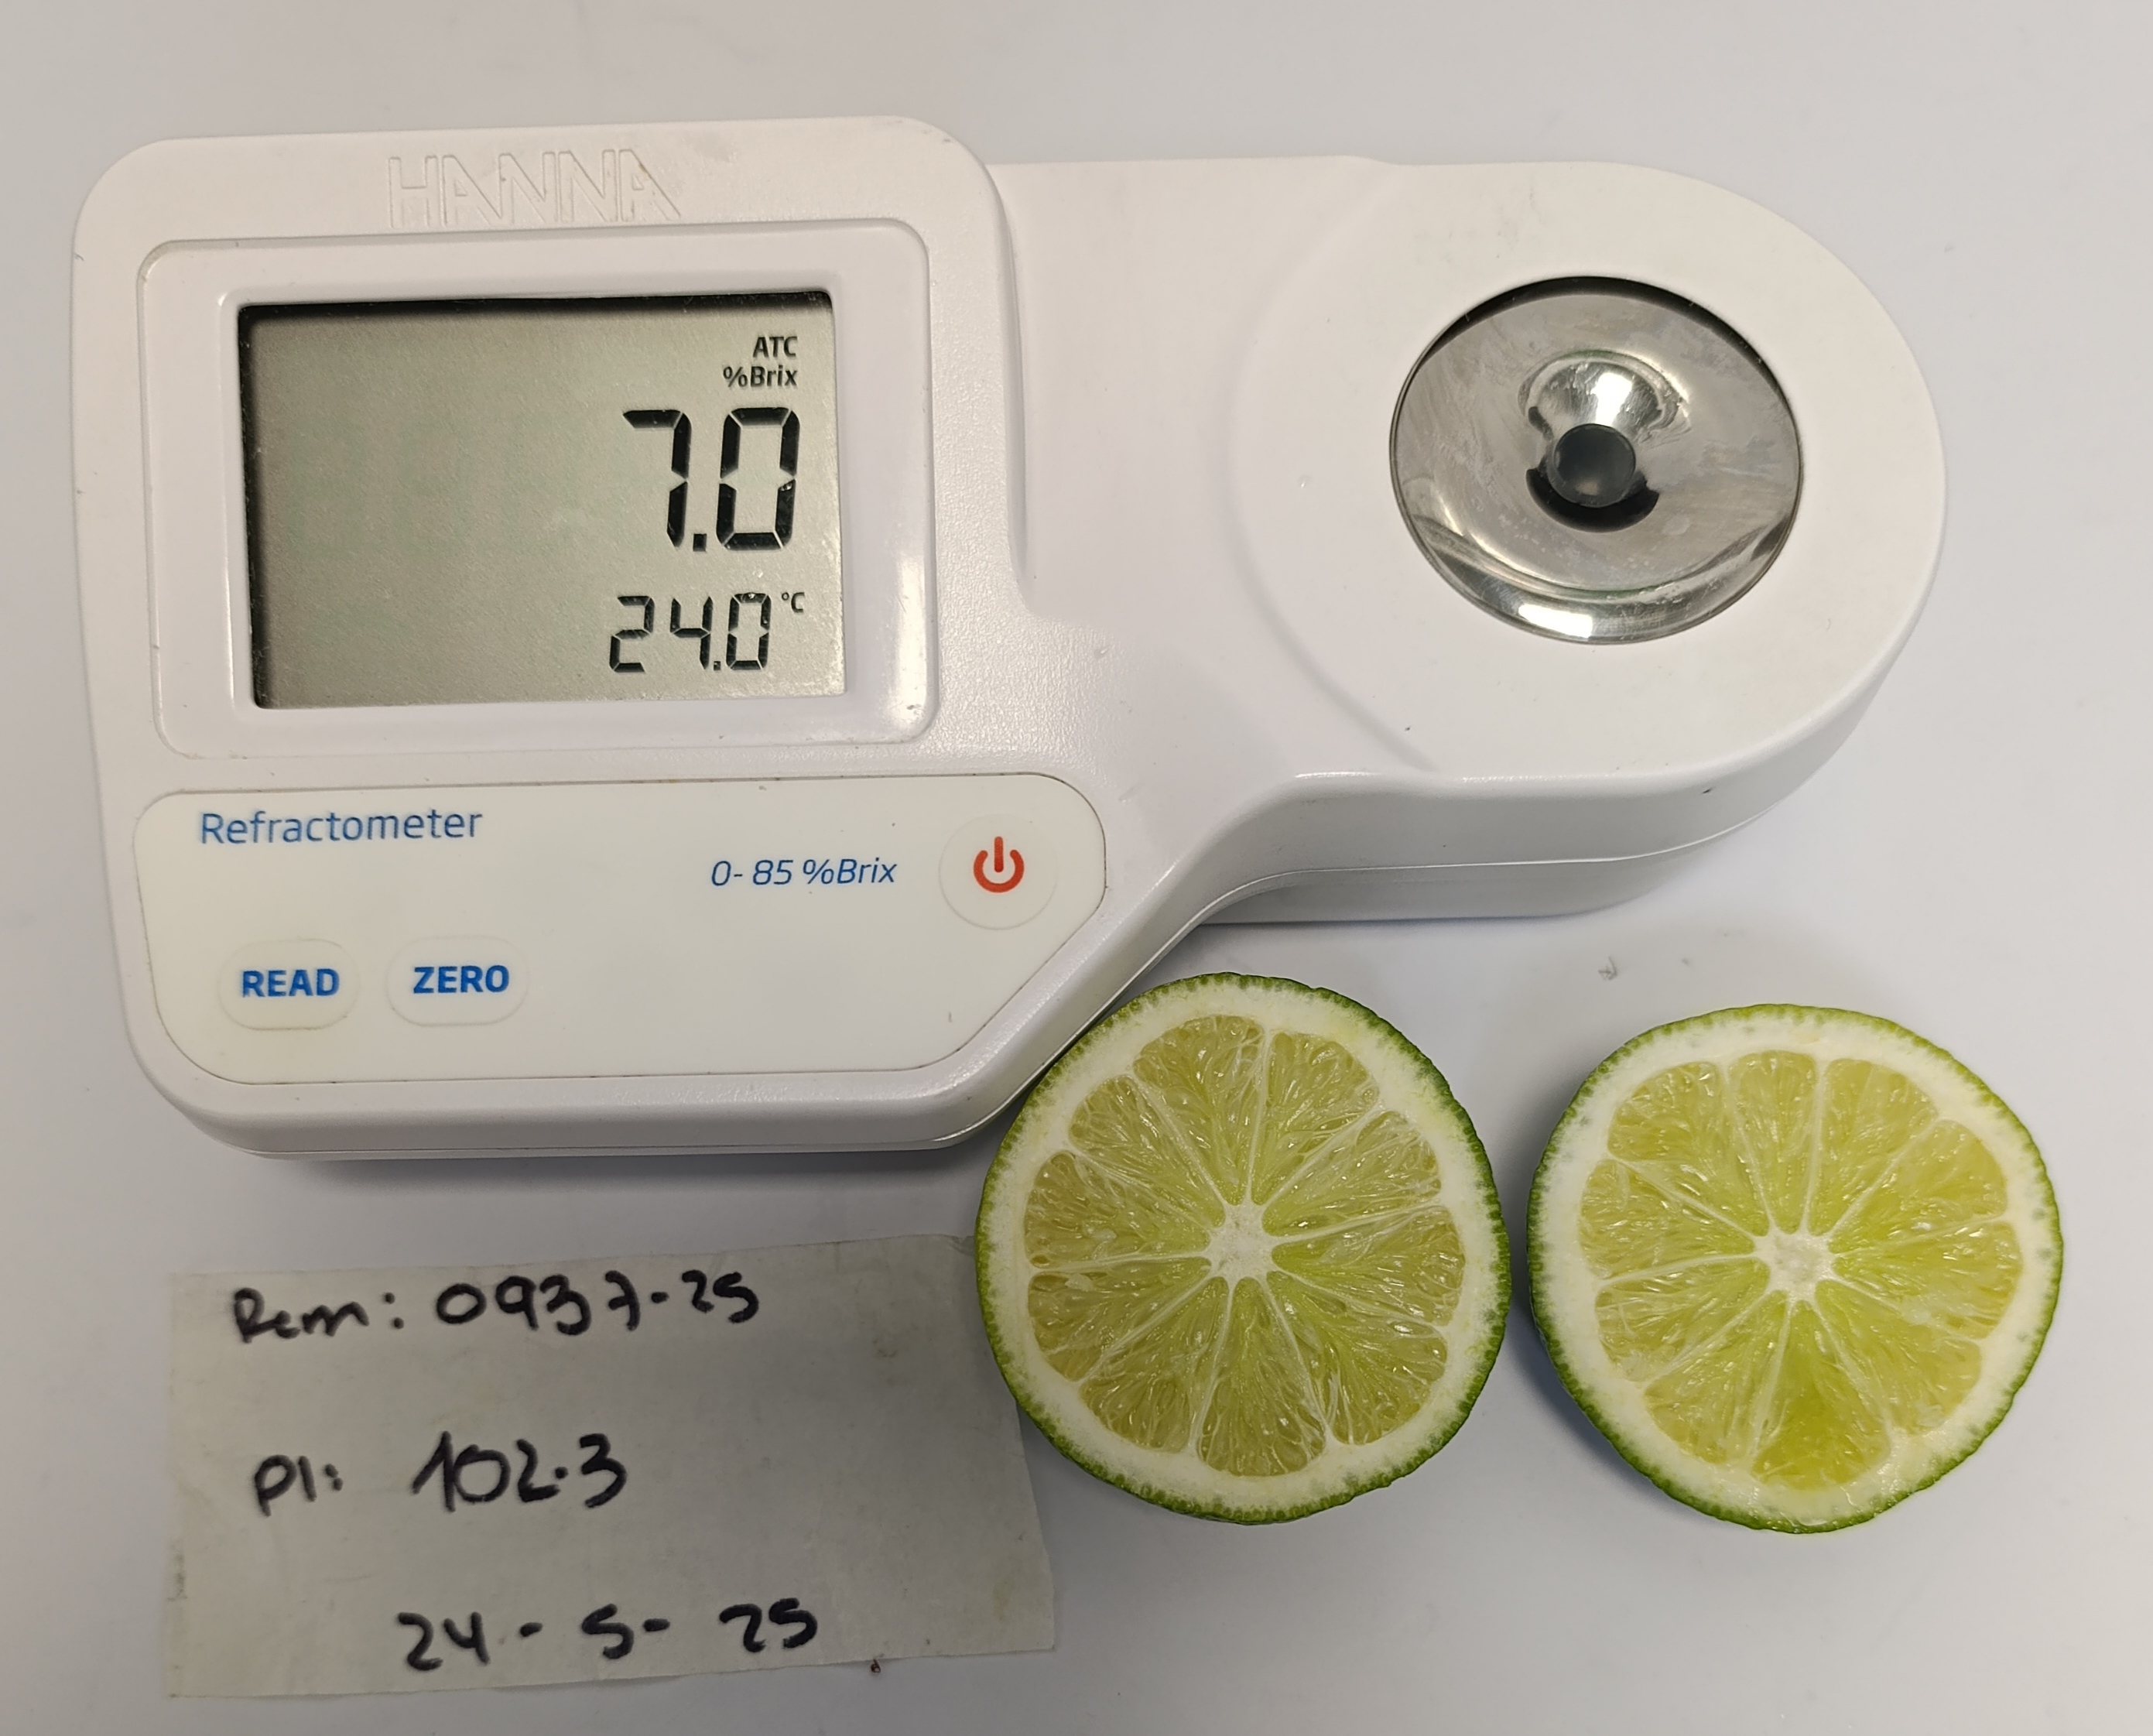 HANNA
ATC
%Brix
7.0
24.0 °C
Refractometer
0- 85 %Brix
READ ZERO
Rem: 0937-25
Pl: 102.3
24 - 5 - 25